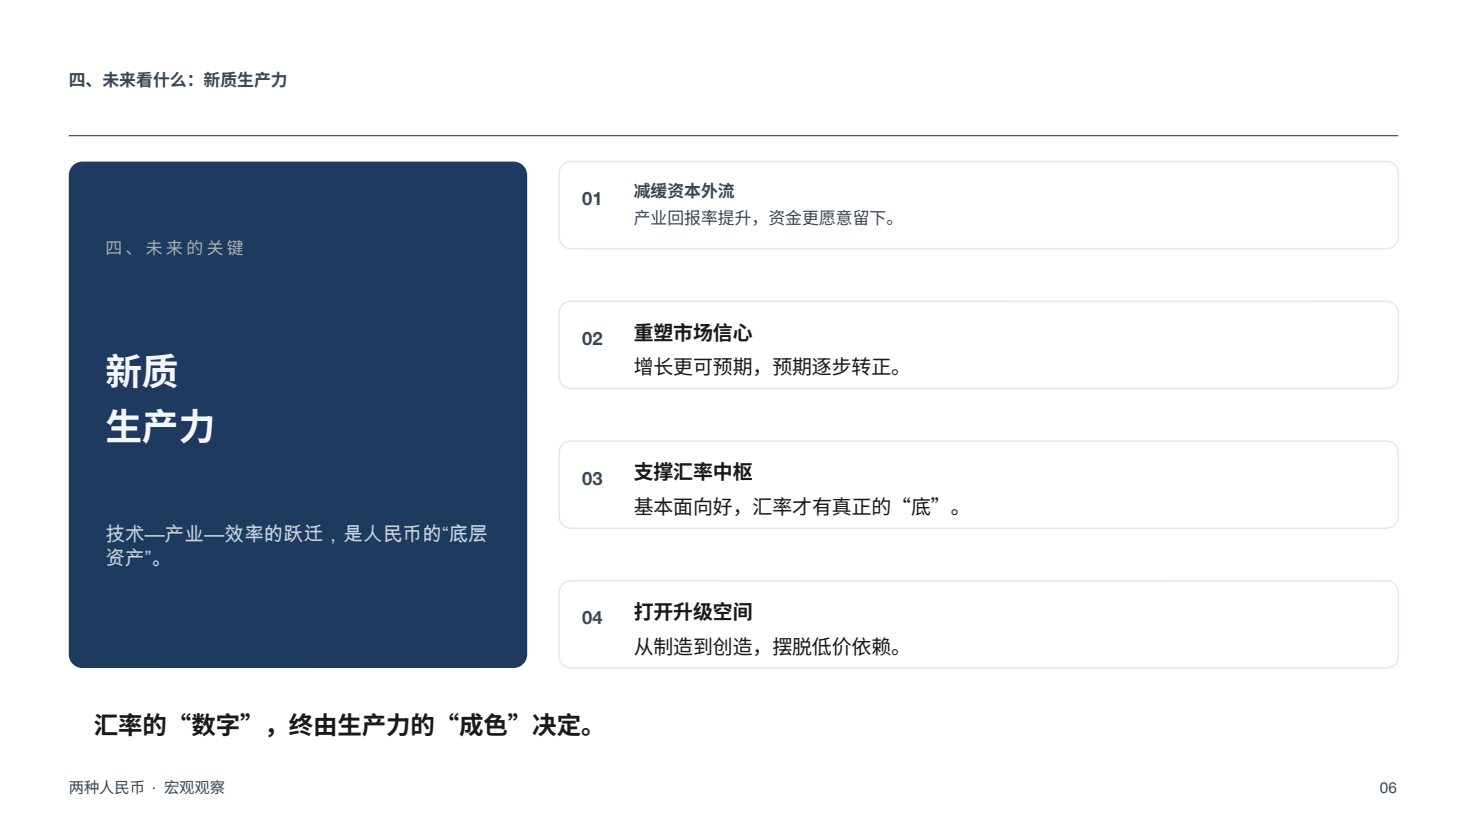 四、未来看什么：新质生产力
四、未来的关键
新质
生产力
技术—产业—效率的跃迁，是人民币的“底层
资产”。
01
减缓资本外流
产业回报率提升，资金更愿意留下。
02
重塑市场信心
增长更可预期，预期逐步转正。
03
支撑汇率中枢
基本面向好，汇率才有真正的“底”。
04
打开升级空间
从制造到创造，摆脱低价依赖。
汇率的“数字”，终由生产力的“成色”决定。
两种人民币 · 宏观观察
06